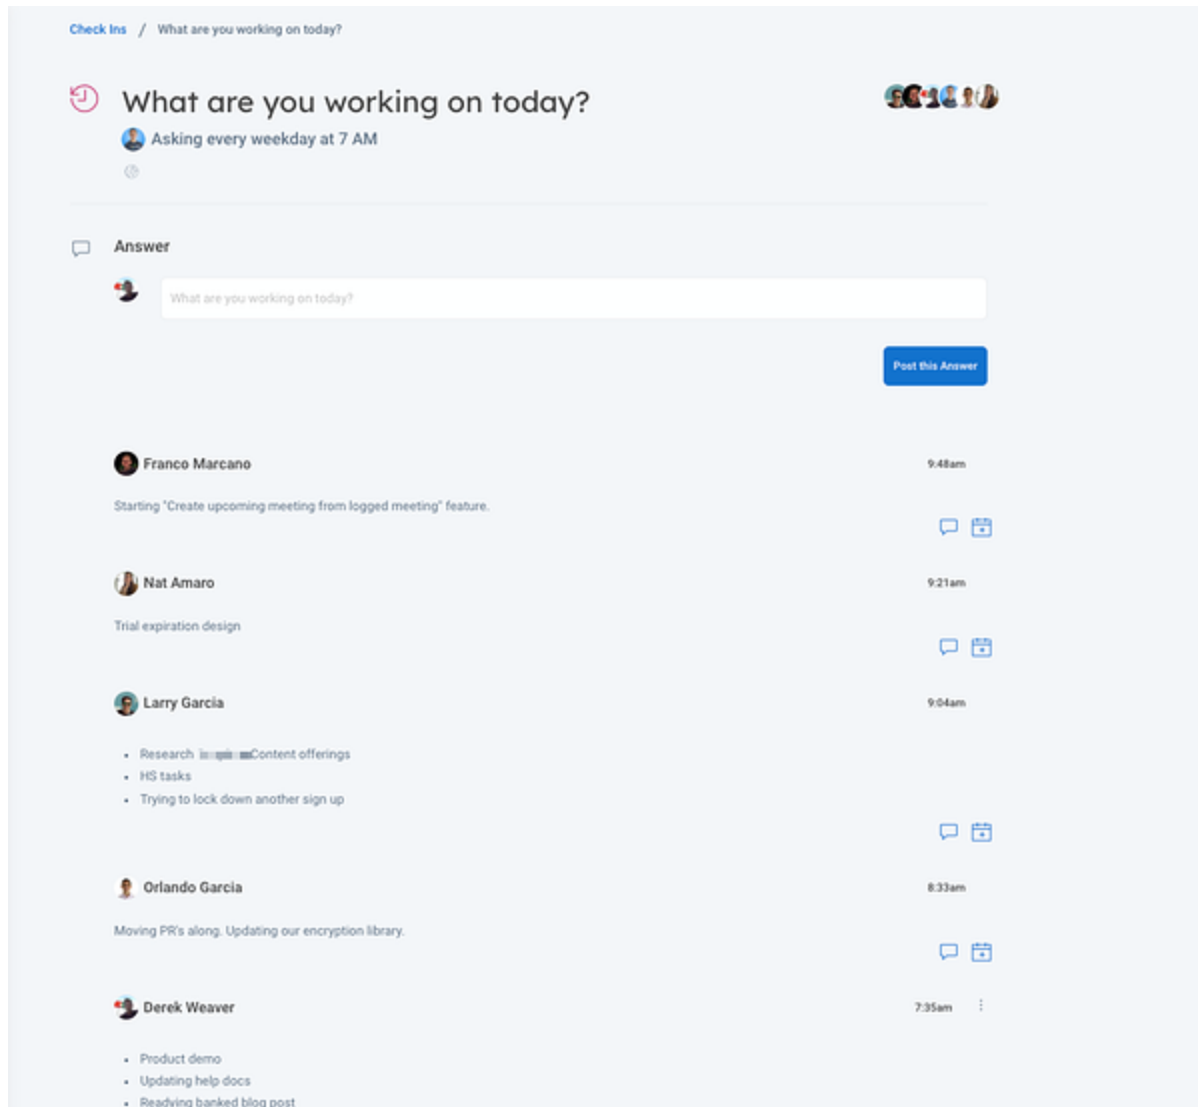 Check Ins / What are you working on today?
What are you working on today?
Asking every weekday at 7 AM
Answer
What are you working on today?
Post this Answer
Franco Marcano 9:48am
Starting "Create upcoming meeting from logged meeting" feature.
Nat Amaro 9:21am
Trial expiration design
Larry Garcia 9:04am
• Research Content offerings
• HS tasks
• Trying to lock down another sign up
Orlando Garcia 8:33am
Moving PR's along. Updating our encryption library.
Derek Weaver 7:35am
• Product demo
• Updating help docs
• Readying banked blog post